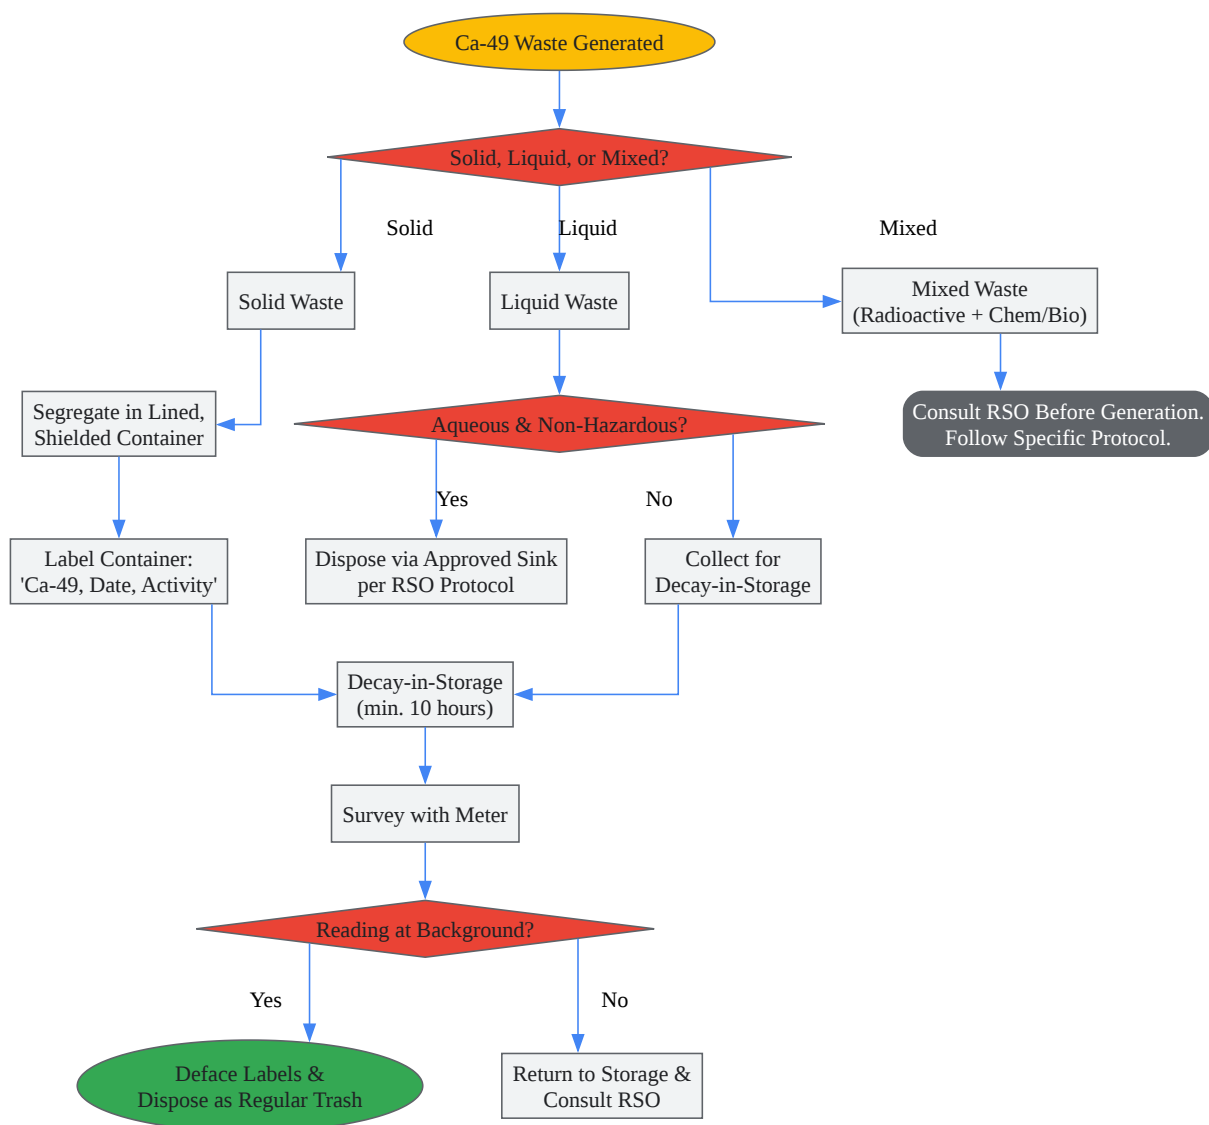 Ca-49 Waste Generated
Solid, Liquid, or Mixed?
Solid
Liquid
Mixed
Solid Waste
Liquid Waste
Mixed Waste
(Radioactive + Chem/Bio)
Segregate in Lined,
Shielded Container
Aqueous & Non-Hazardous?
Consult RSO Before Generation.
Follow Specific Protocol.
Yes
No
Label Container:
'Ca-49, Date, Activity'
Dispose via Approved Sink
per RSO Protocol
Collect for
Decay-in-Storage
Decay-in-Storage
(min. 10 hours)
Survey with Meter
Reading at Background?
Yes
No
Deface Labels &
Dispose as Regular Trash
Return to Storage &
Consult RSO